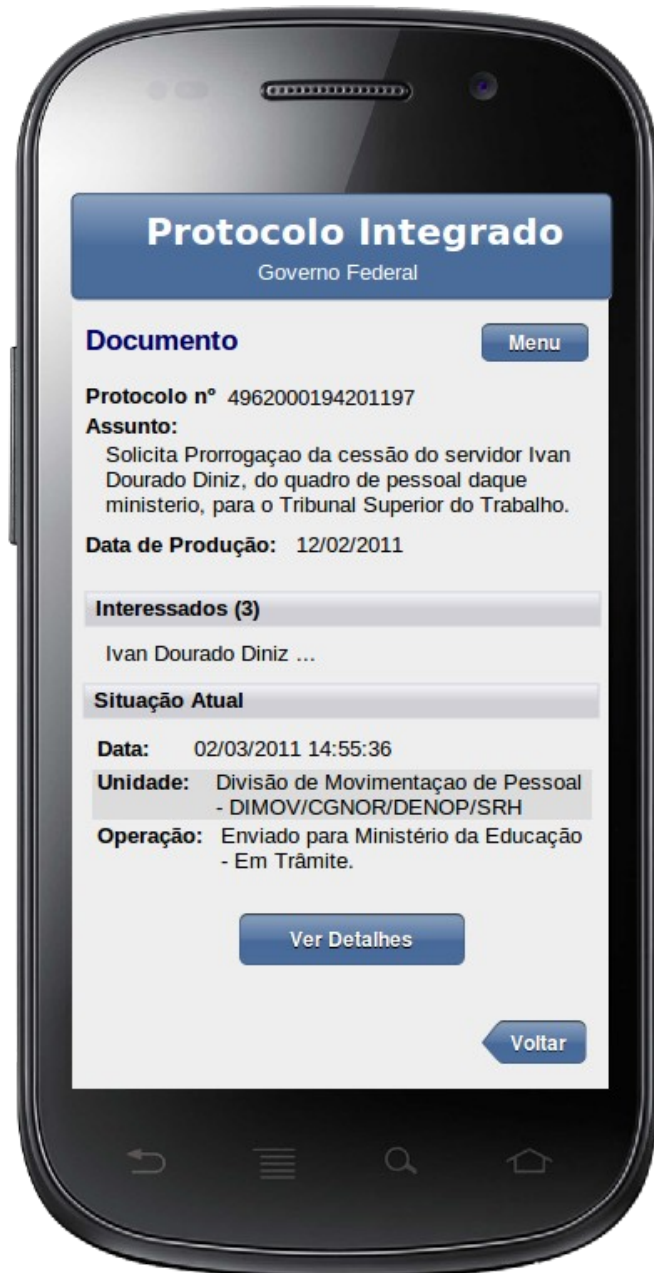 Protocolo Integrado
Governo Federal
Documento
Menu
Protocolo nº 4962000194201197
Assunto:
Solicita Prorrogaçao da cessão do servidor Ivan
Dourado Diniz, do quadro de pessoal daque
ministerio, para o Tribunal Superior do Trabalho.
Data de Produção: 12/02/2011
Interessados (3)
Ivan Dourado Diniz ...
Situação Atual
Data: 02/03/2011 14:55:36
Unidade: Divisão de Movimentaçao de Pessoal
- DIMOV/CGNOR/DENOP/SRH
Operação: Enviado para Ministério da Educação
- Em Trâmite.
Ver Detalhes
Voltar